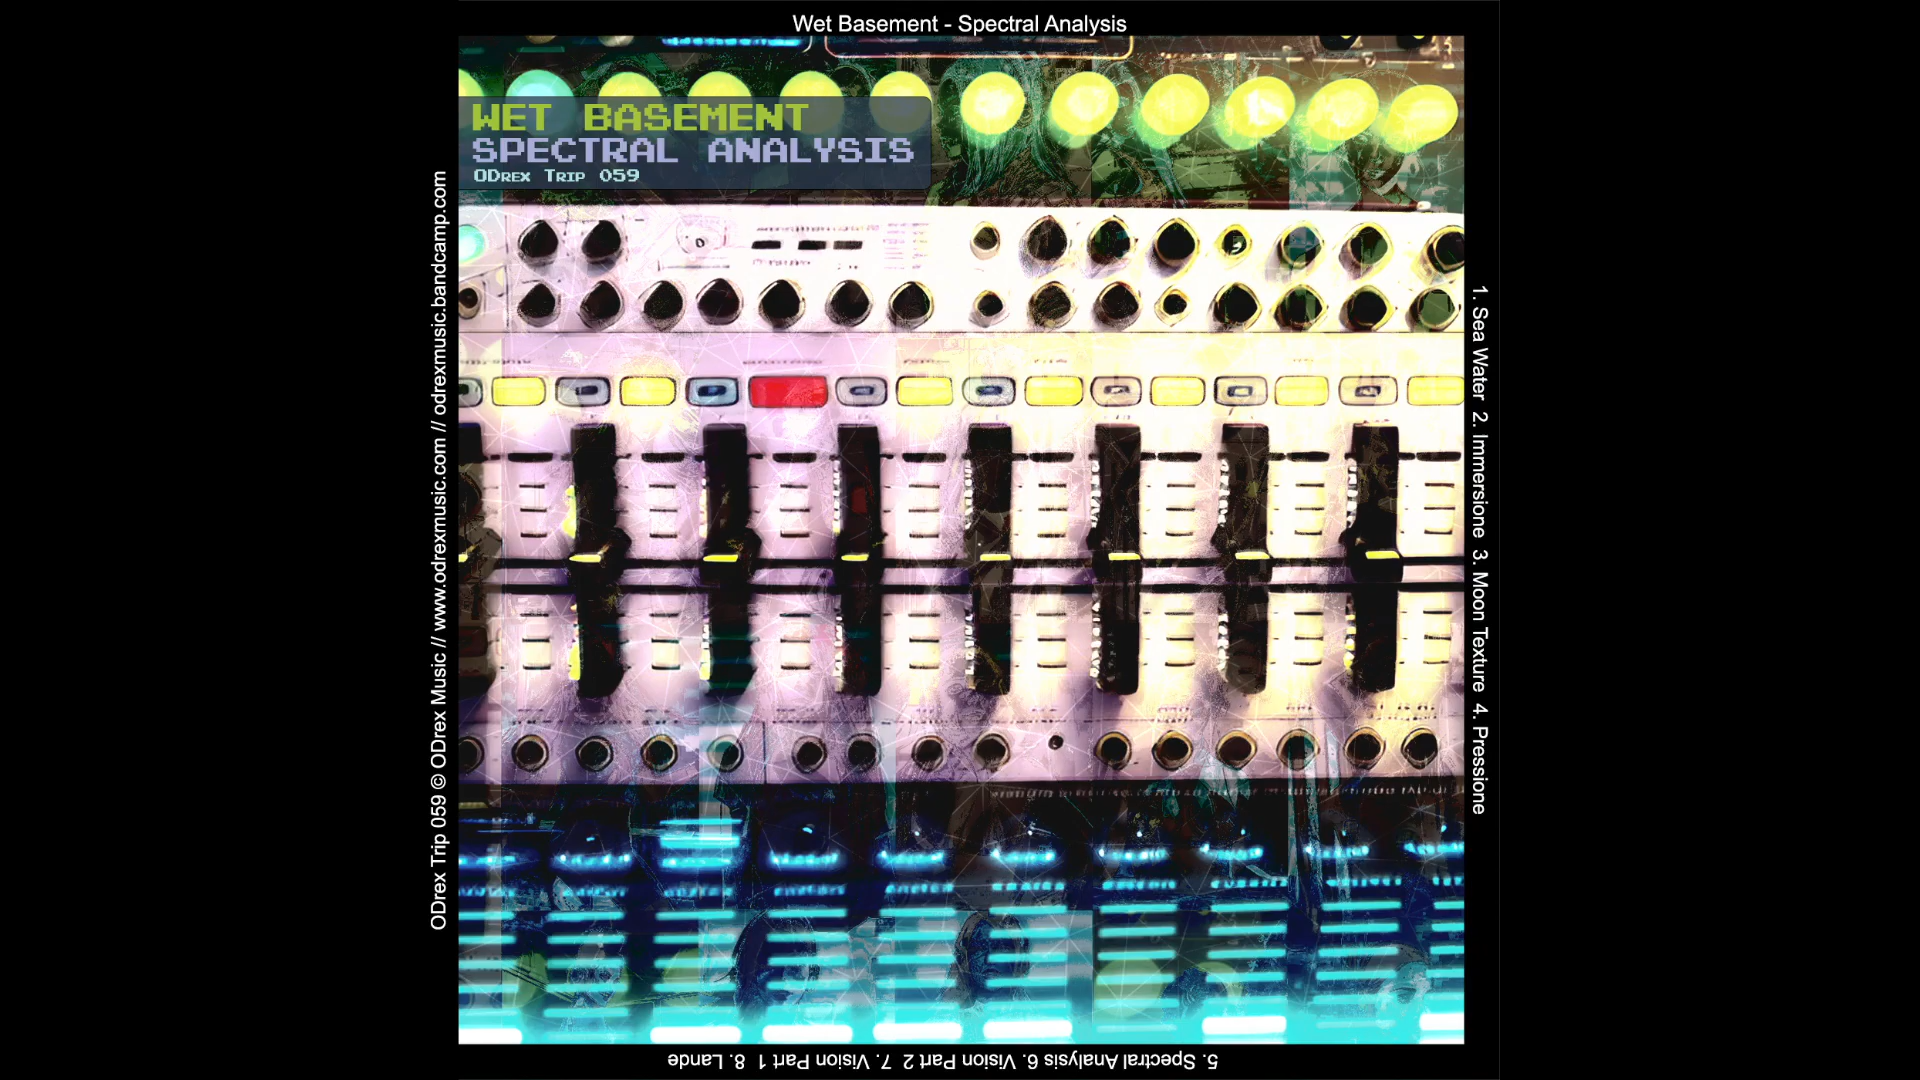 Wet Basement - Spectral Analysis
WET BASEMENT
SPECTRAL ANALYSIS
ODREX TRIP 059
1. Sea Water 2. Immersione 3. Moon Texture 4. Pressione
5. Spectral Analysis 6. Vision Part 2 7. Vision Part 1 8. Lande
ODrex Trip 059 © ODrex Music // www.odrexmusic.com // odrexmusic.bandcamp.com